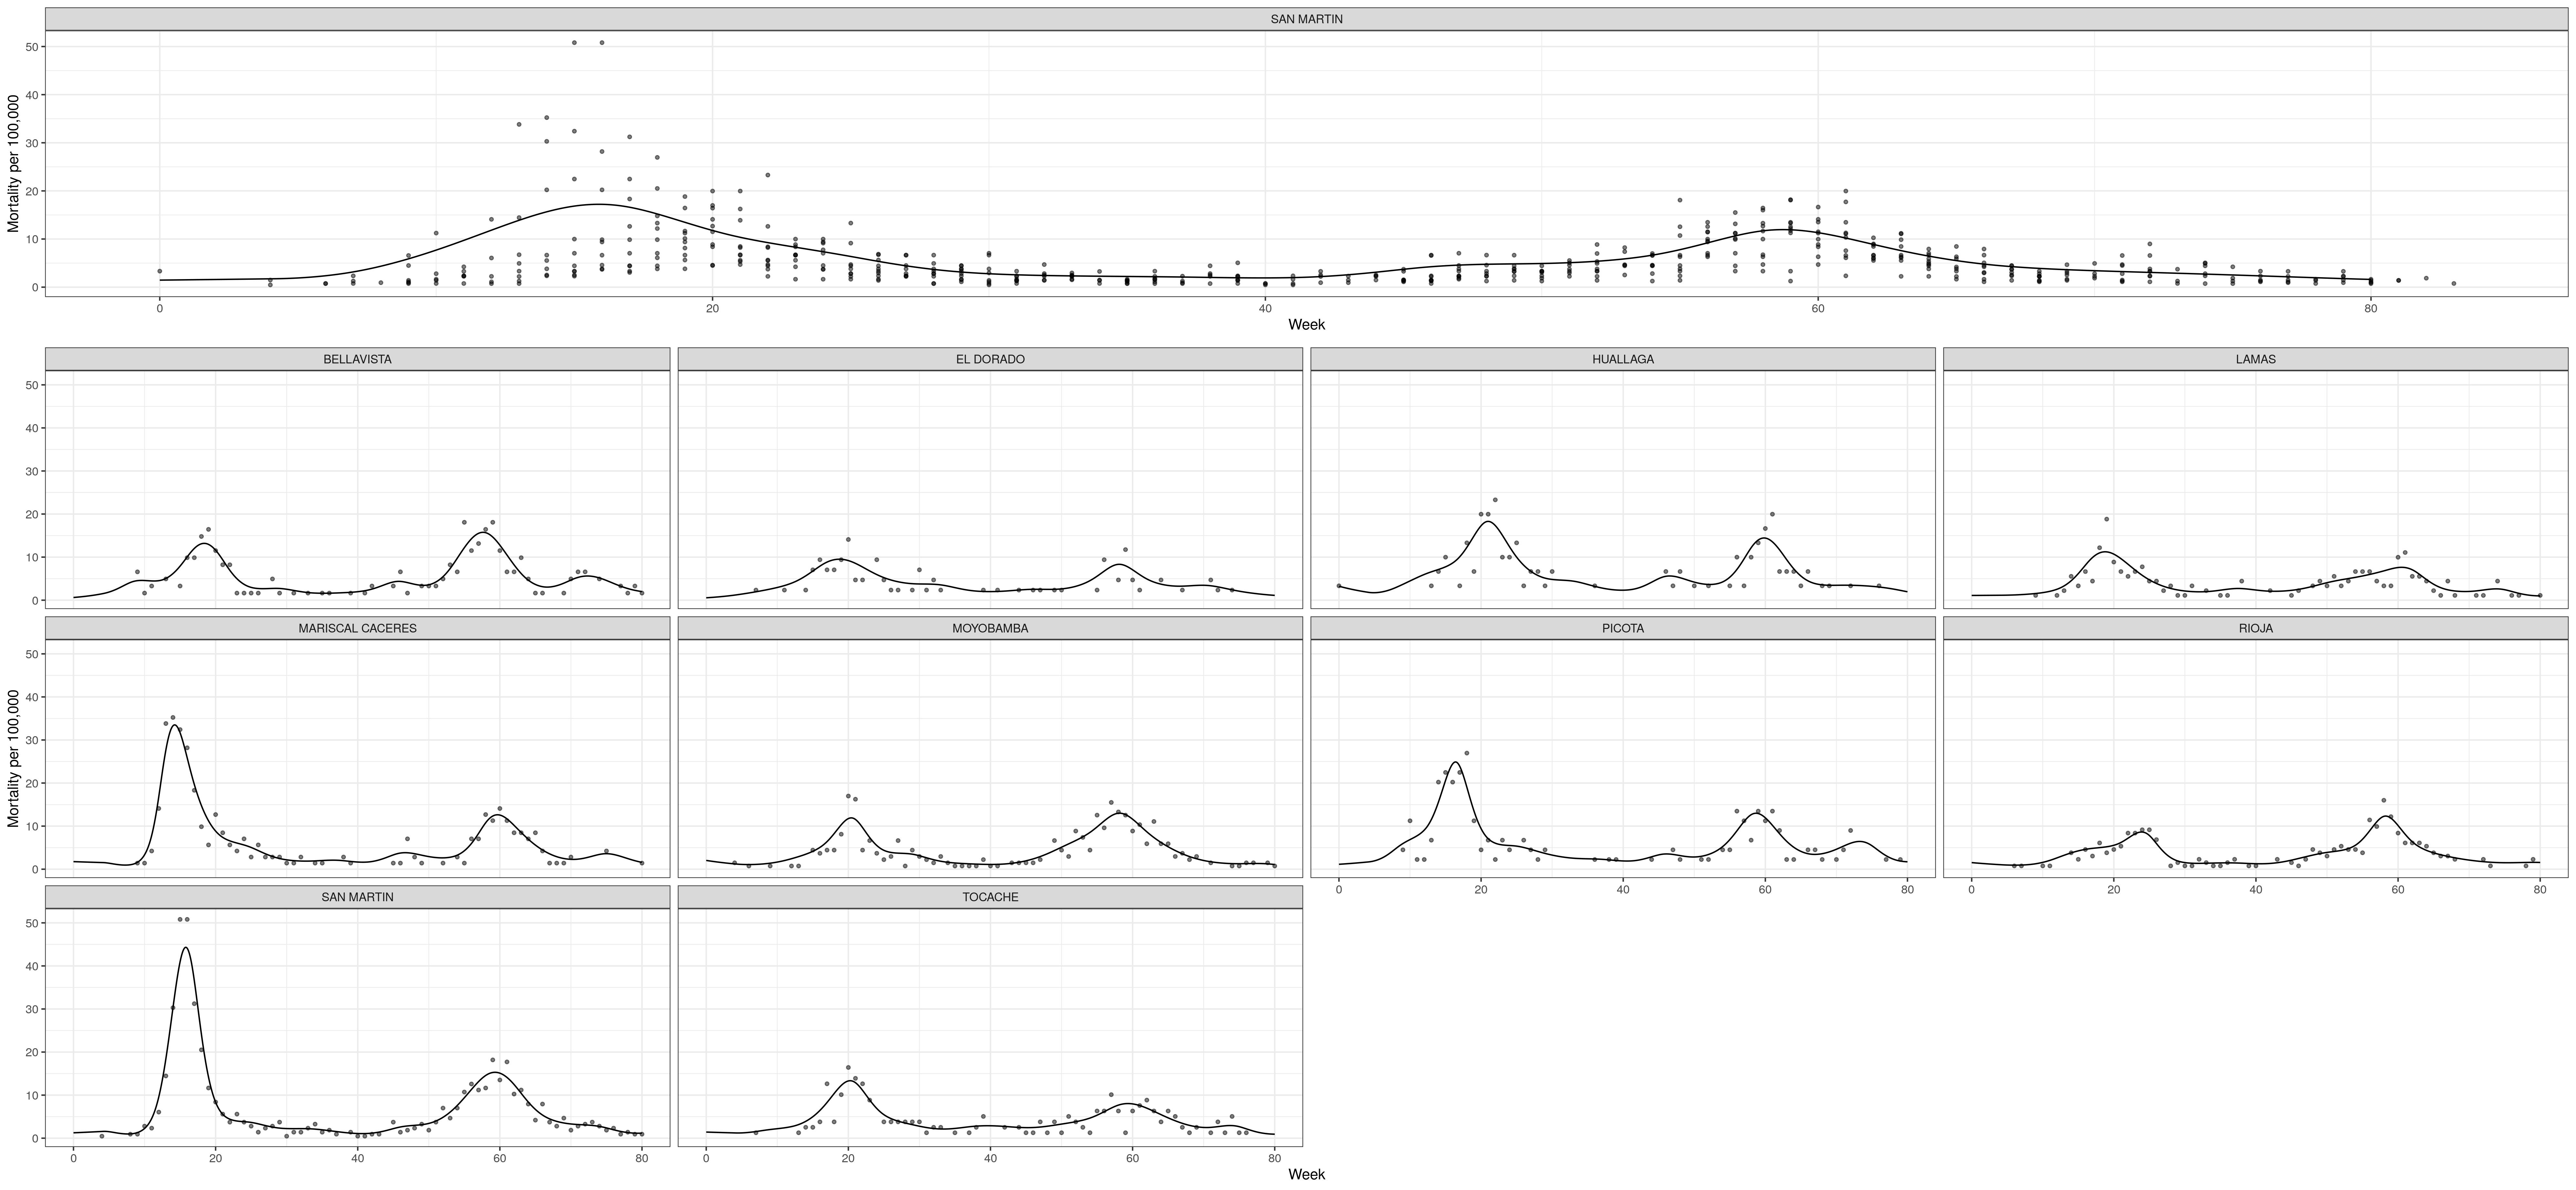 SAN MARTIN
Mortality per 100,000
50
40
30
20
10
0
0 20 40 60 80
Week
BELLAVISTA EL DORADO HUALLAGA LAMAS
50
40
30
20
10
0
MARISCAL CACERES MOYOBAMBA PICOTA RIOJA
Mortality per 100,000
50
40
30
20
10
0
0 20 40 60 80 0 20 40 60 80
SAN MARTIN TOCACHE
50
40
30
20
10
0
0 20 40 60 80 0 20 40 60 80
Week